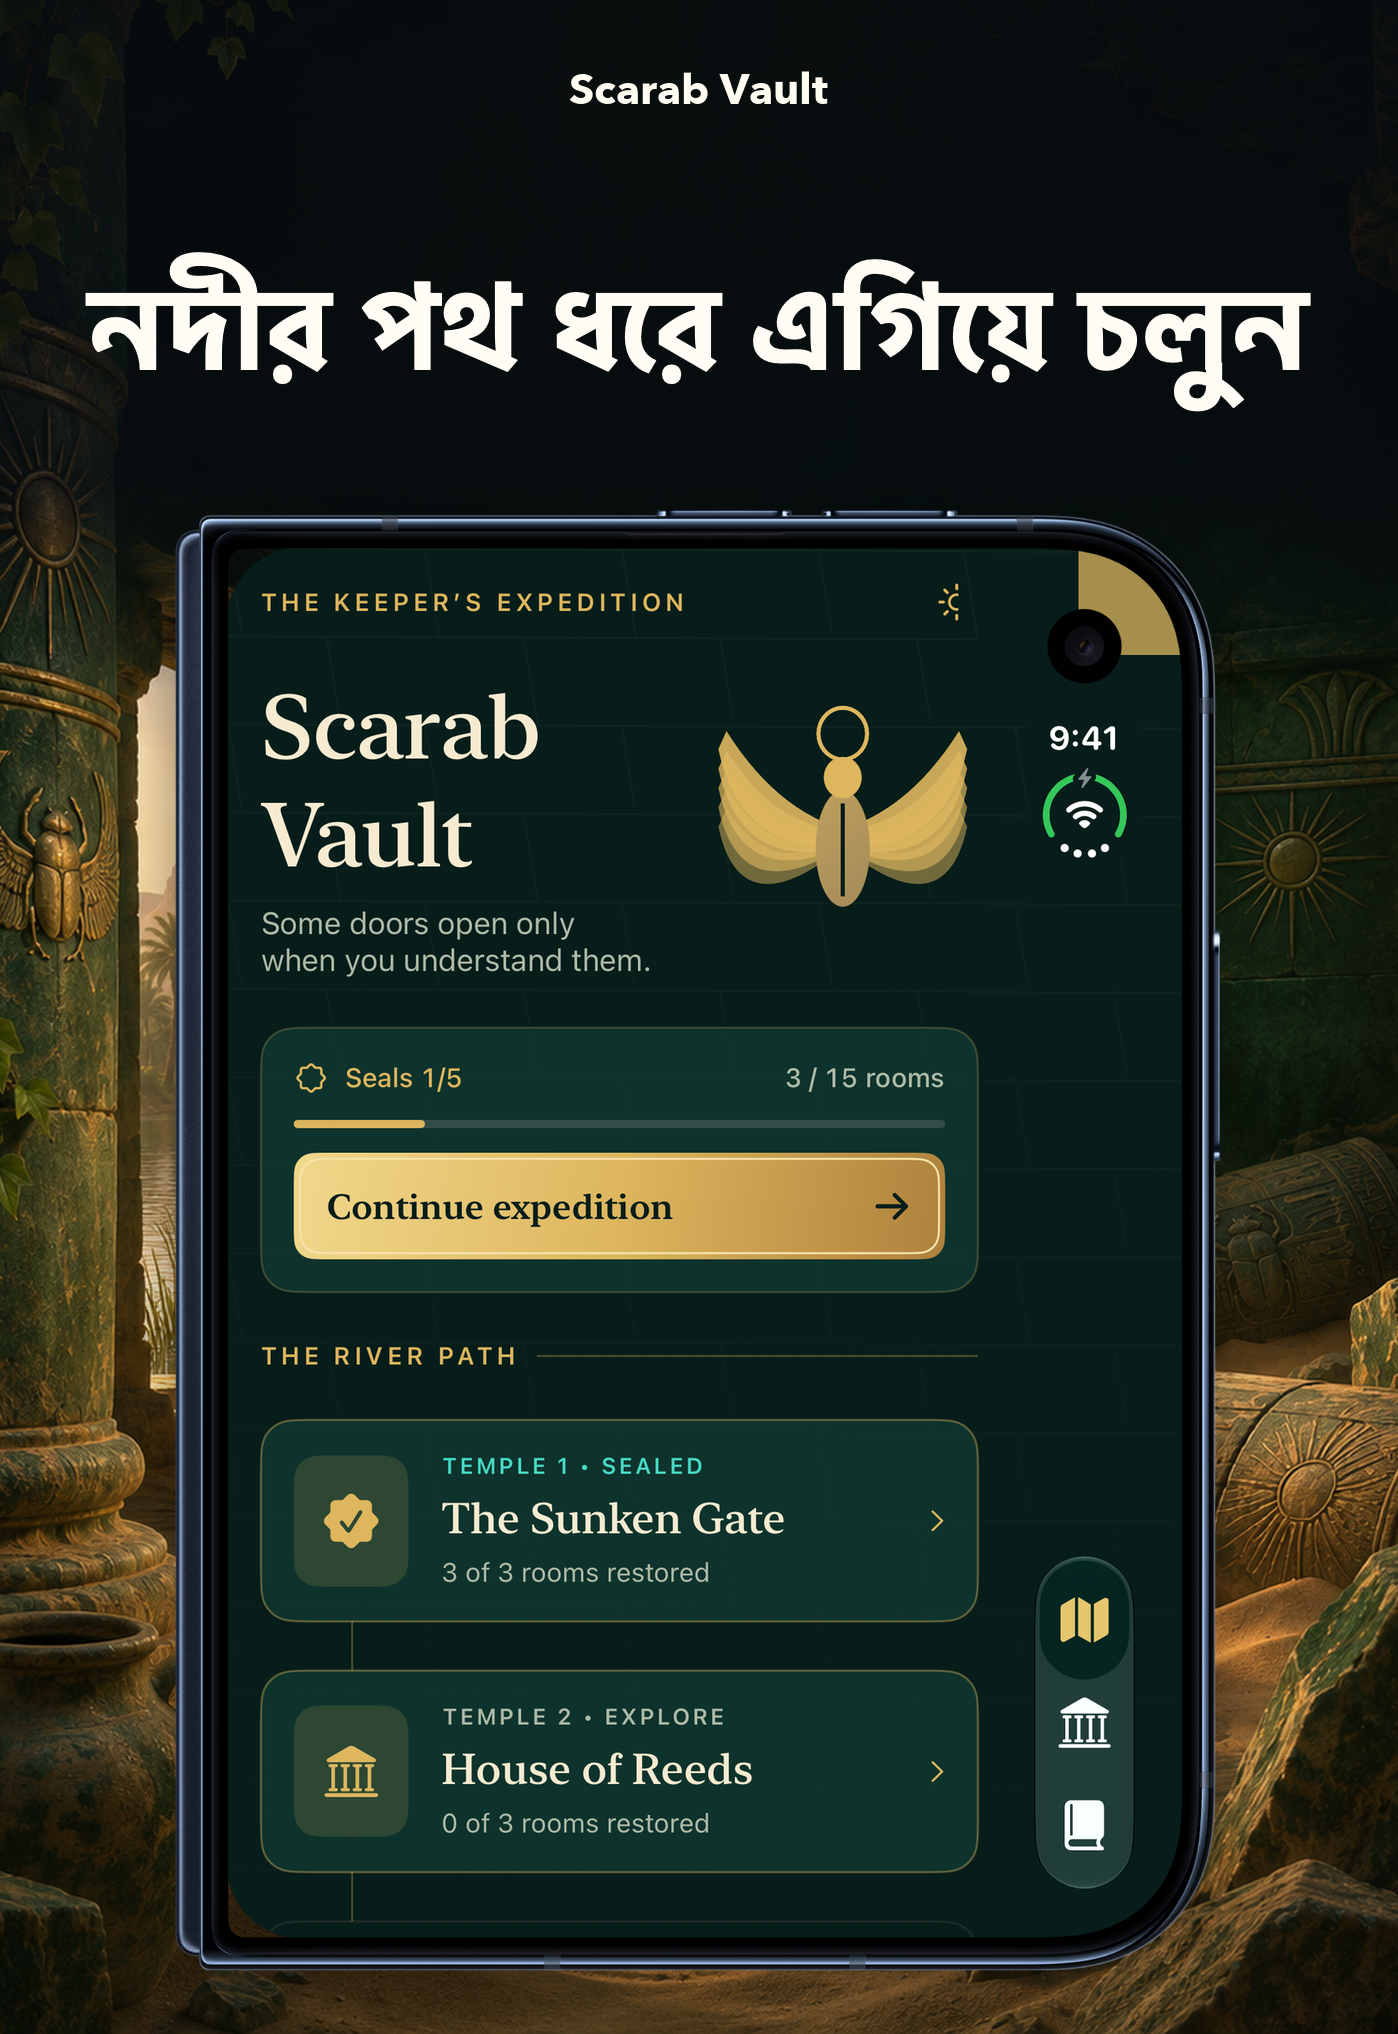 Scarab Vault
নদীর পথ ধরে এগিয়ে চলুন
THE KEEPER’S EXPEDITION
Scarab
Vault
9:41
Some doors open only
when you understand them.
Seals 1/5
3 / 15 rooms
Continue expedition
THE RIVER PATH
TEMPLE 1 • SEALED
The Sunken Gate
3 of 3 rooms restored
TEMPLE 2 • EXPLORE
House of Reeds
0 of 3 rooms restored